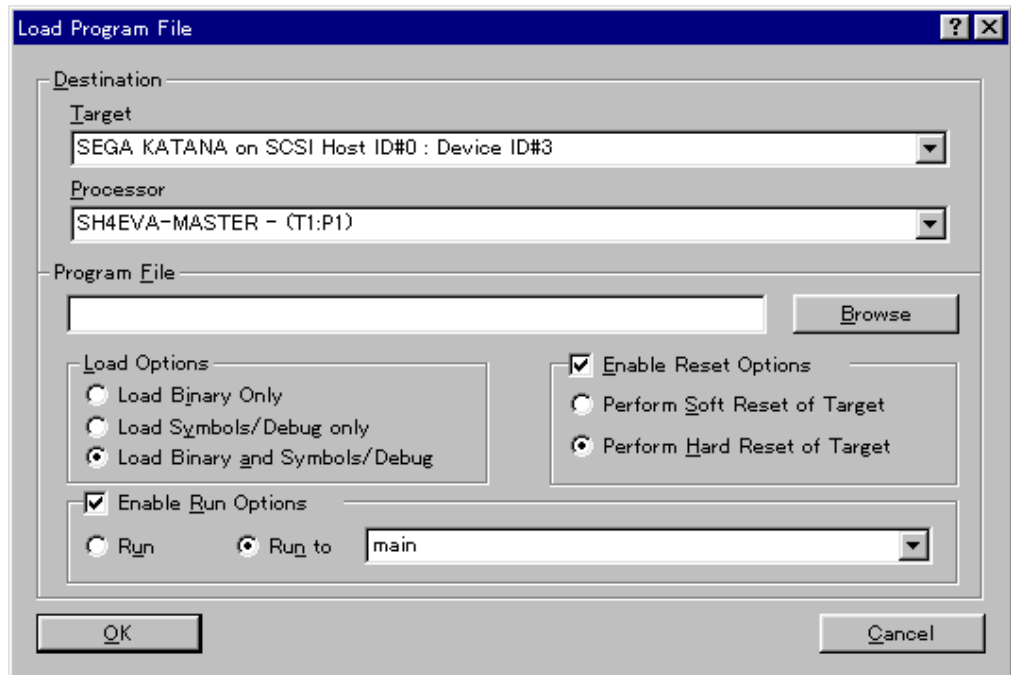 Load Program File
Destination
Target
SEGA KATANA on SCSI Host ID#0 : Device ID#3
Processor
SH4EVA-MASTER - (T1:P1)
Program File
Browse
Load Options
Load Binary Only
Load Symbols/Debug only
Load Binary and Symbols/Debug
Enable Reset Options
Perform Soft Reset of Target
Perform Hard Reset of Target
Enable Run Options
Run
Run to
main
OK
Cancel